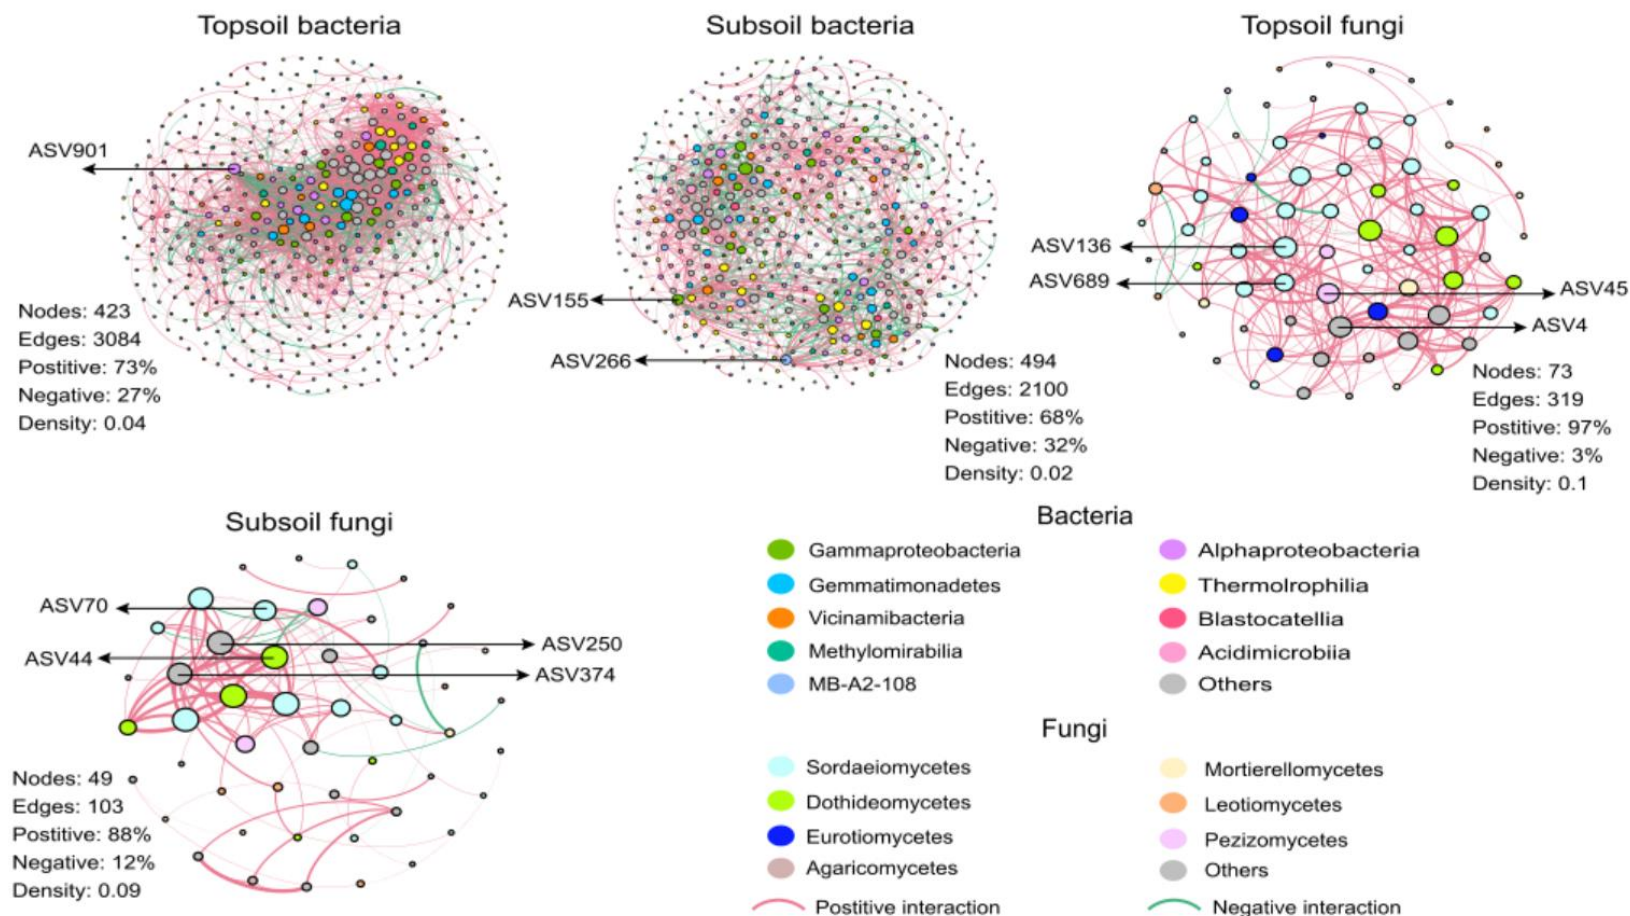 Topsoil bacteria
Subsoil bacteria
Topsoil fungi
ASV901
Nodes: 423
Edges: 3084
Postitive: 73%
Negative: 27%
Density: 0.04
ASV155
ASV266
Nodes: 494
Edges: 2100
Postitive: 68%
Negative: 32%
Density: 0.02
ASV136
ASV689
ASV45
ASV4
Nodes: 73
Edges: 319
Postitive: 97%
Negative: 3%
Density: 0.1
Subsoil fungi
ASV70
ASV44
ASV250
ASV374
Nodes: 49
Edges: 103
Postitive: 88%
Negative: 12%
Density: 0.09
Bacteria
Gammaproteobacteria
Gemmatimonadetes
Vicinamibacteria
Methylomirabilia
MB-A2-108
Alphaproteobacteria
Thermolrophilia
Blastocatellia
Acidimicrobiia
Others
Fungi
Sordaeiomycetes
Dothideomycetes
Eurotiomycetes
Agaricomycetes
Mortierellomycetes
Leotiomycetes
Pezizomycetes
Others
Postitive interaction
Negative interaction